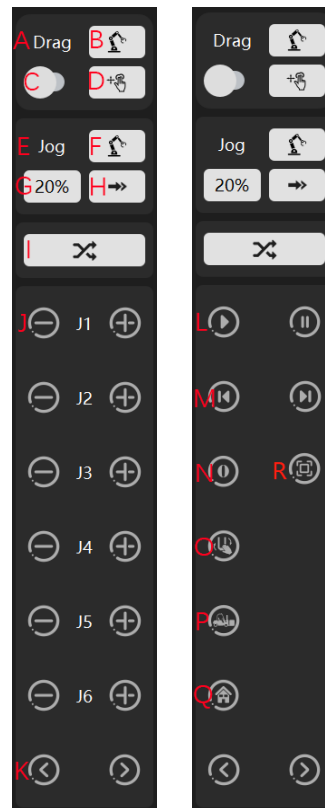 A Drag B
C D
E Jog F
G 20% H
I
J J1
J2
J3
J4
J5
J6
K
Drag
Jog
20%
L
M
N R
O
P
Q